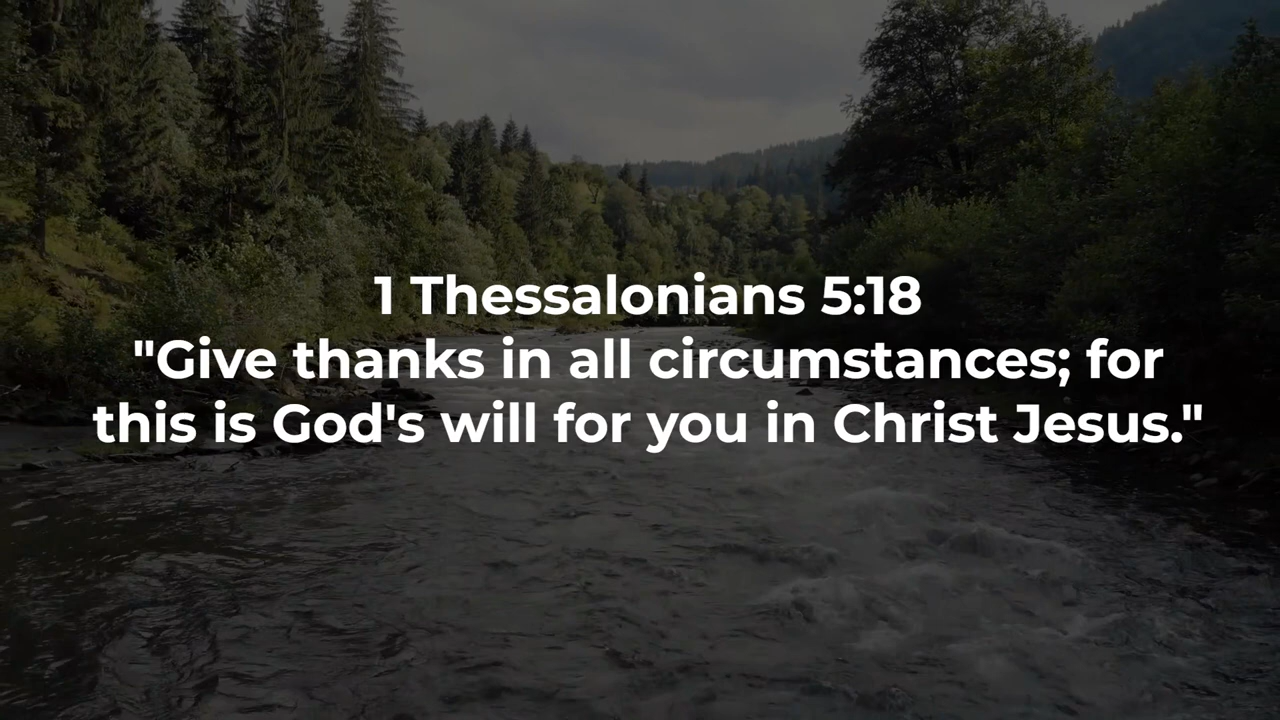 1 Thessalonians 5:18
"Give thanks in all circumstances; for
this is God's will for you in Christ Jesus."